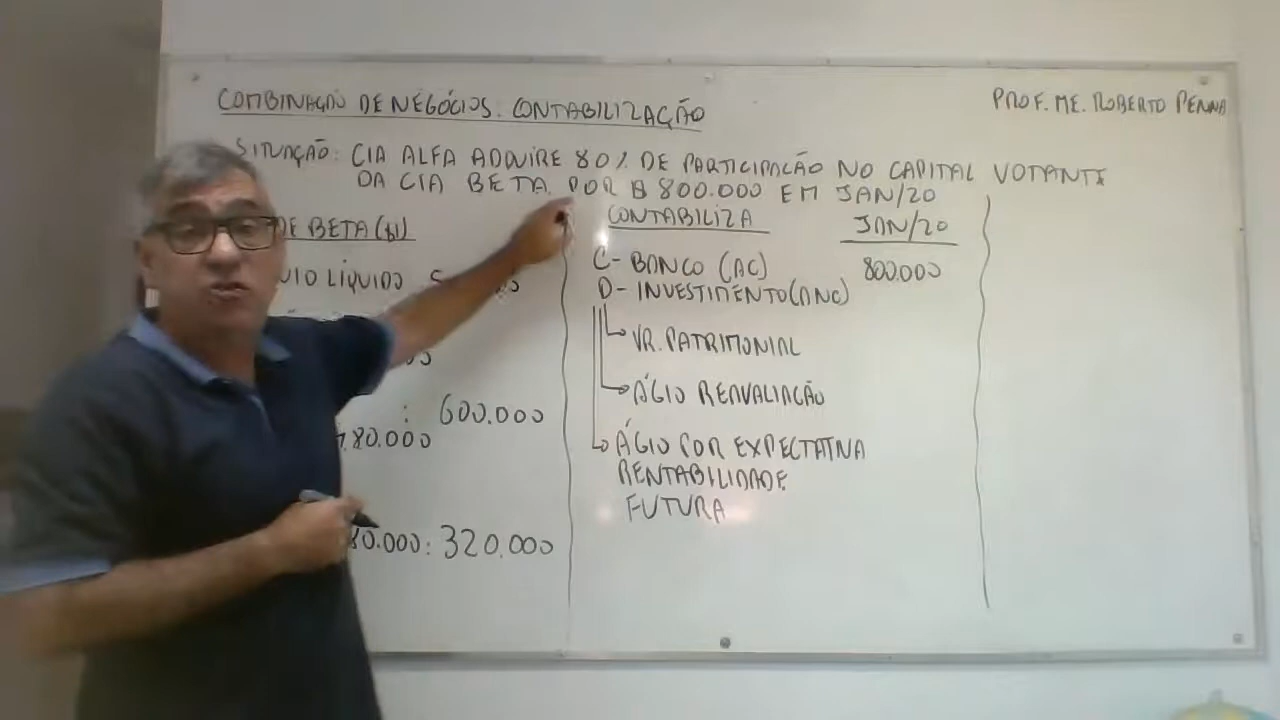 COMBINAÇÃO DE NEGÓCIOS. CONTABILIZAÇÃO
PROF. ME. ROBERTO PENNA
SITUAÇÃO: CIA ALFA ADQUIRE 80% DE PARTICIPAÇÃO NO CAPITAL VOTANTE
DA CIA BETA POR 800.000 EM JAN/20
DE BETA
LÍQUIDO
: 600.000
80.000
80.000: 320.000
CONTABILIZA
JAN/20
C- BANCO (AC)
800.000
D- INVESTIMENTO(ANC)
VR. PATRIMONIAL
ÁGIO REAVALIAÇÃO
ÁGIO POR EXPECTATIVA
RENTABILIDADE
FUTURA